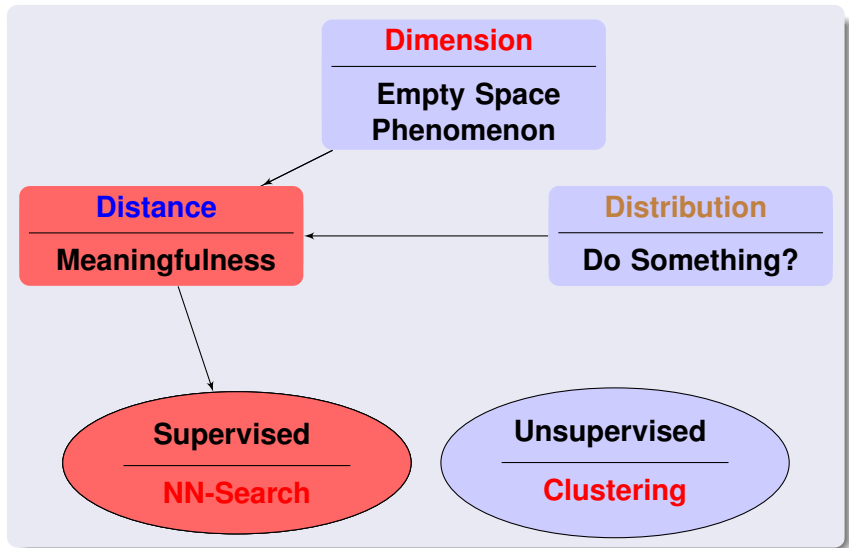 Dimension
Empty Space
Phenomenon
Distance
Meaningfulness
Distribution
Do Something?
Supervised
NN-Search
Unsupervised
Clustering